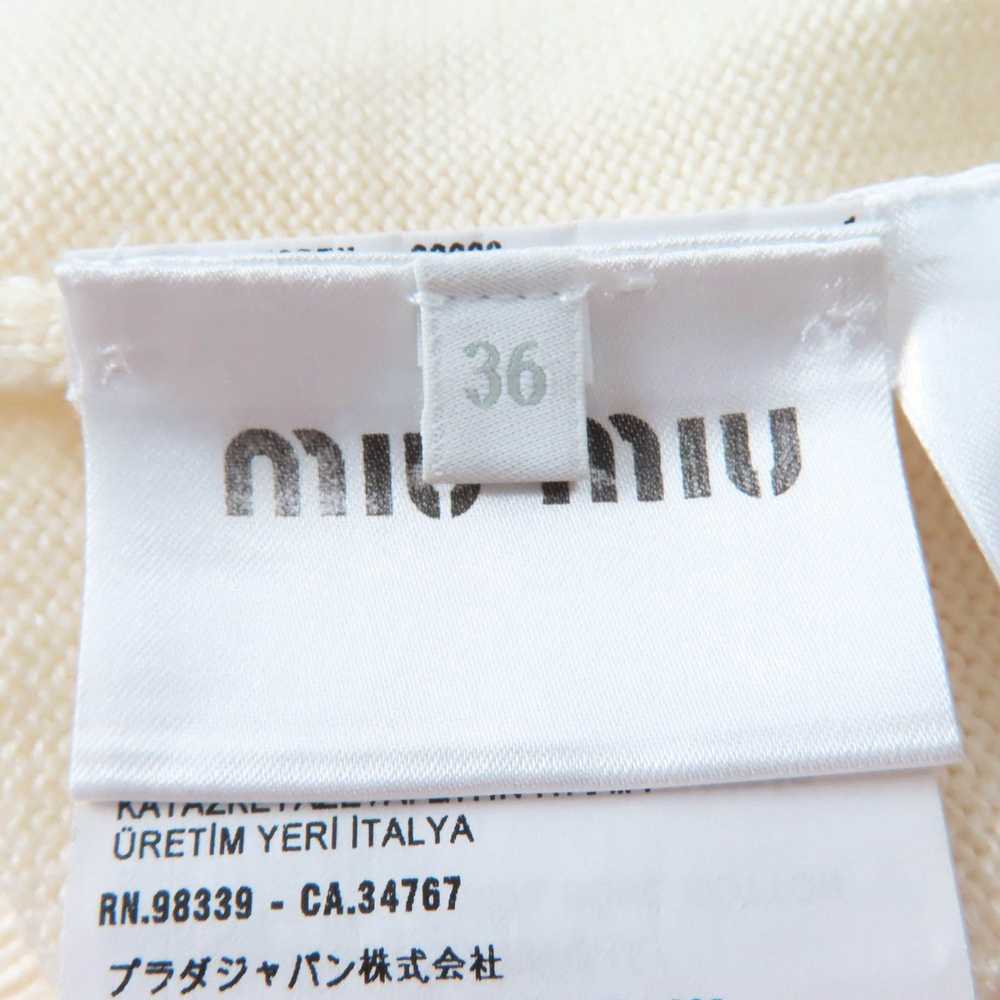 36
miu miu
ÜRETİM YERİ İTALYA
RN.98339 - CA.34767
プラダジャパン株式会社